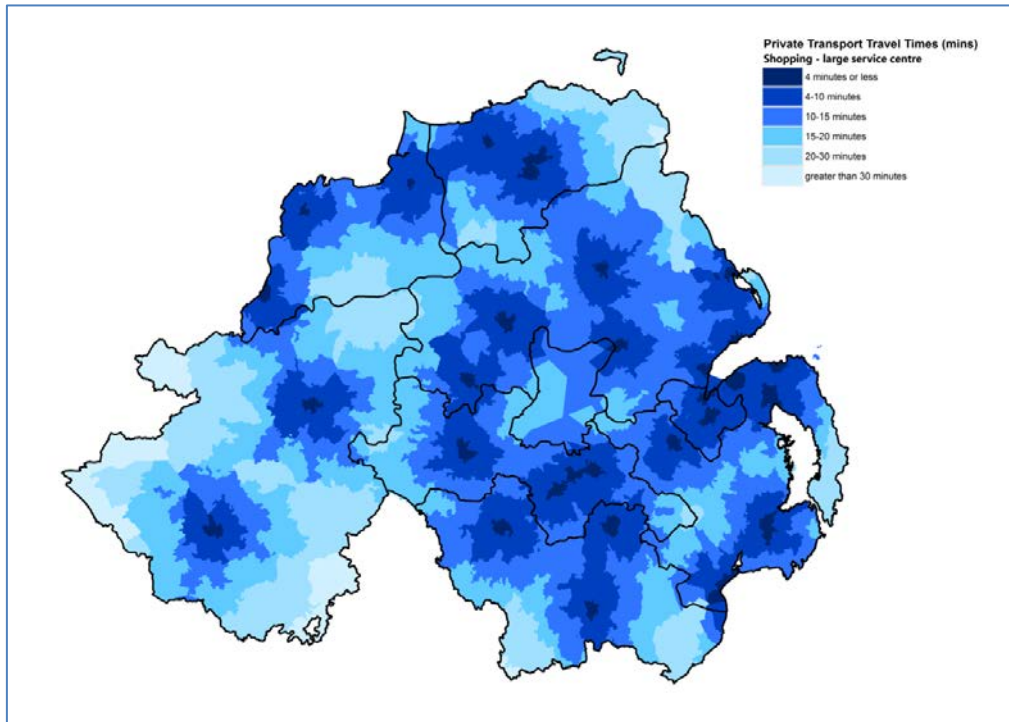 Private Transport Travel Times (mins)
Shopping - large service centre
4 minutes or less
4-10 minutes
10-15 minutes
15-20 minutes
20-30 minutes
greater than 30 minutes